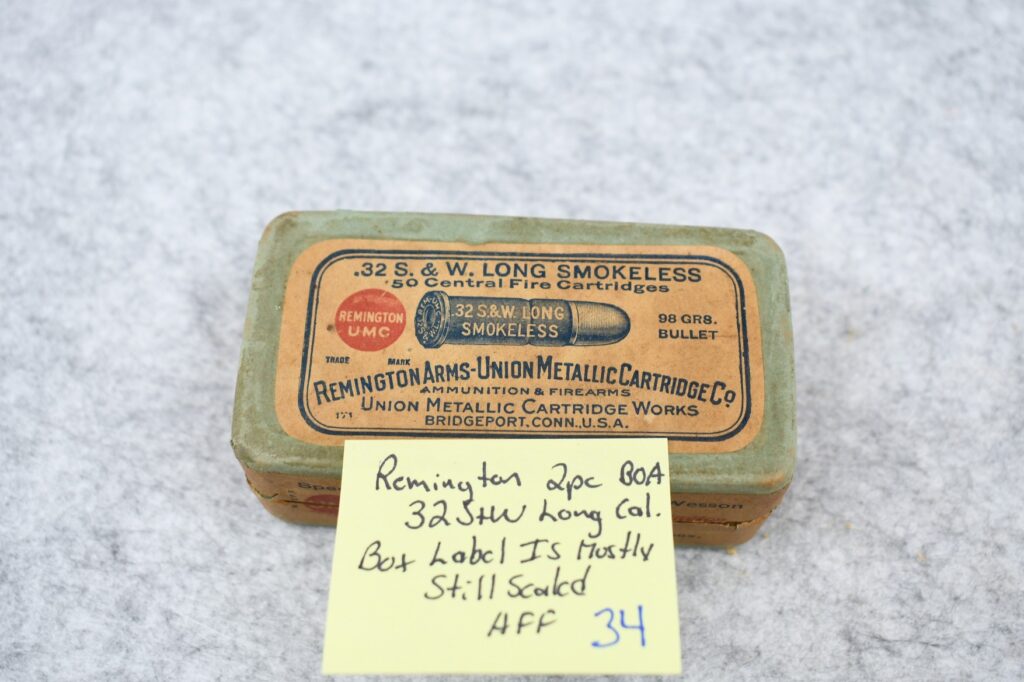 .32 S. & W. LONG SMOKELESS
50 Central Fire Cartridges
REMINGTON
UMC
.32 S.&W. LONG
SMOKELESS
98 GRS.
BULLET
TRADE MARK
REMINGTON ARMS-UNION METALLIC CARTRIDGE CO.
AMMUNITION & FIREARMS
UNION METALLIC CARTRIDGE WORKS
BRIDGEPORT, CONN., U.S.A.
Wesson
Remington 2pc BOA
32 S+W Long Cal.
Box Label Is Mostly
Still Sealed
AFF 34